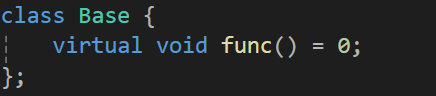 class Base {
    virtual void func() = 0;
};